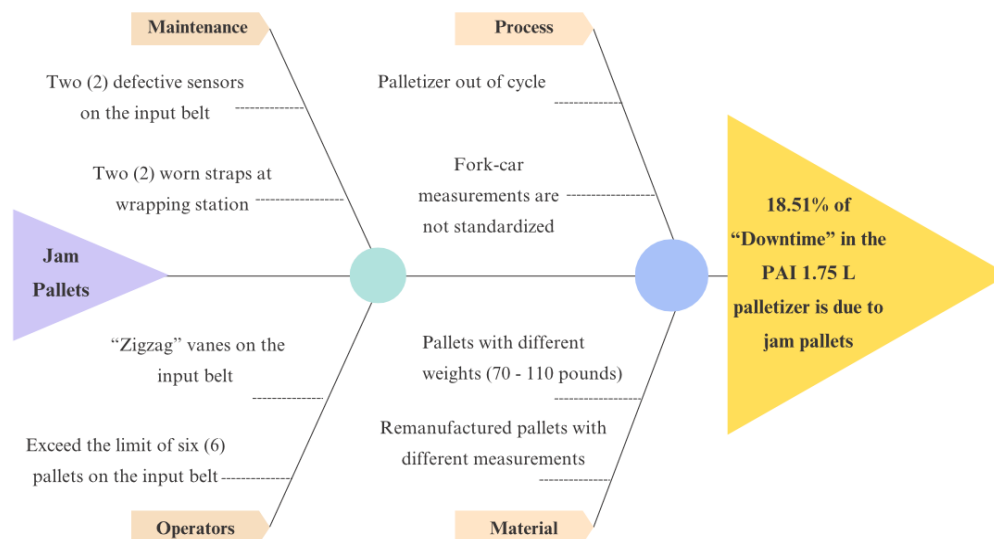 Maintenance
Two (2) defective sensors
on the input belt
Two (2) worn straps at
wrapping station
Process
Palletizer out of cycle
Fork-car
measurements are
not standardized
Jam
Pallets
18.51% of
“Downtime” in the
PAI 1.75 L
palletizer is due to
jam pallets
“Zigzag” vanes on the
input belt
Exceed the limit of six (6)
pallets on the input belt
Operators
Pallets with different
weights (70 - 110 pounds)
Remanufactured pallets with
different measurements
Material